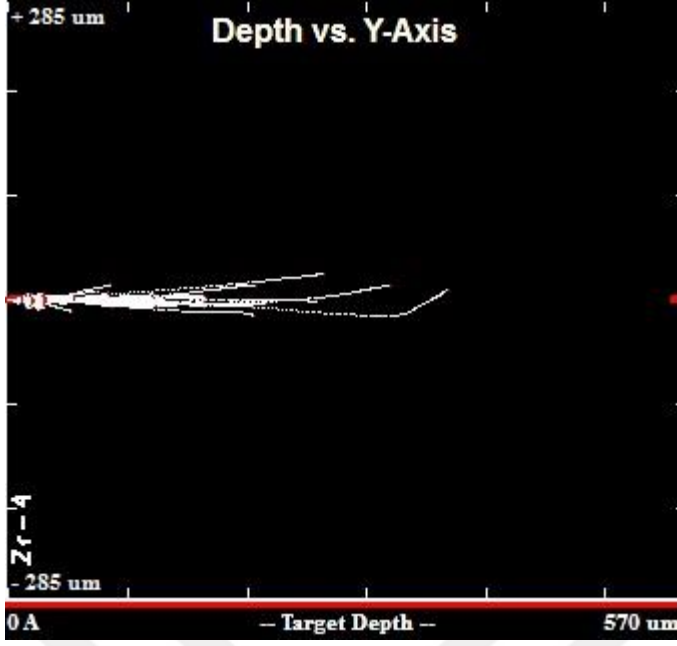 + 285 um
Depth vs. Y-Axis
Zr-4
- 285 um
0 A
-- Target Depth --
570 um